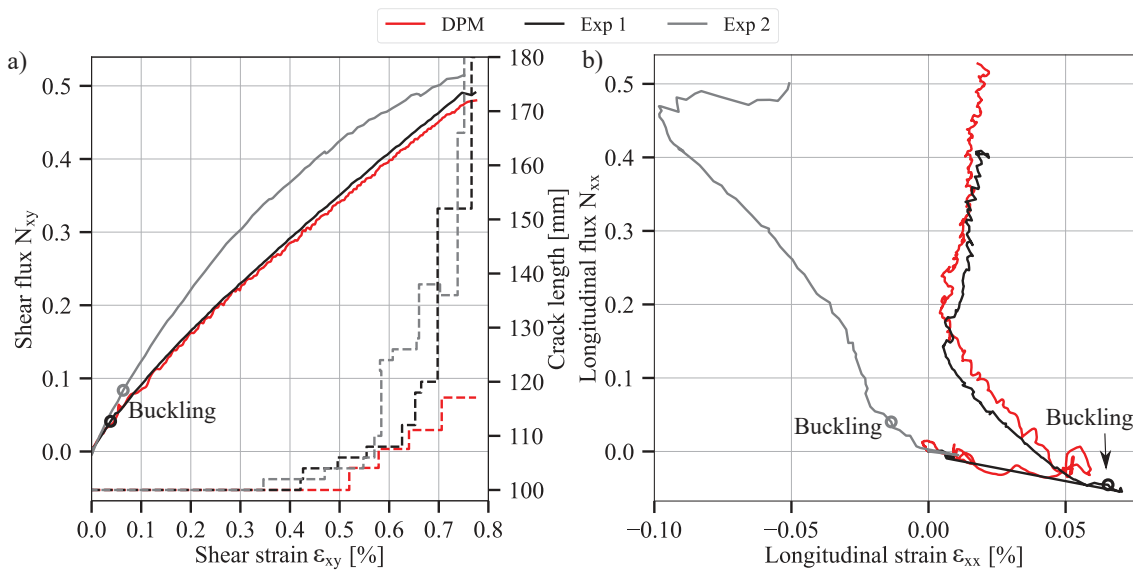 DPM Exp 1 Exp 2
a)
b)
Shear flux Nxy
0.5
0.4
0.3
0.2
0.1
0.0
Buckling
0.0 0.1 0.2 0.3 0.4 0.5 0.6 0.7 0.8
Shear strain εxy [%]
180
170
160
150
140
130
120
110
100
Crack length [mm]
Longitudinal flux Nxx
0.5
0.4
0.3
0.2
0.1
0.0
Buckling
Buckling
−0.10 −0.05 0.00 0.05
Longitudinal strain εxx [%]